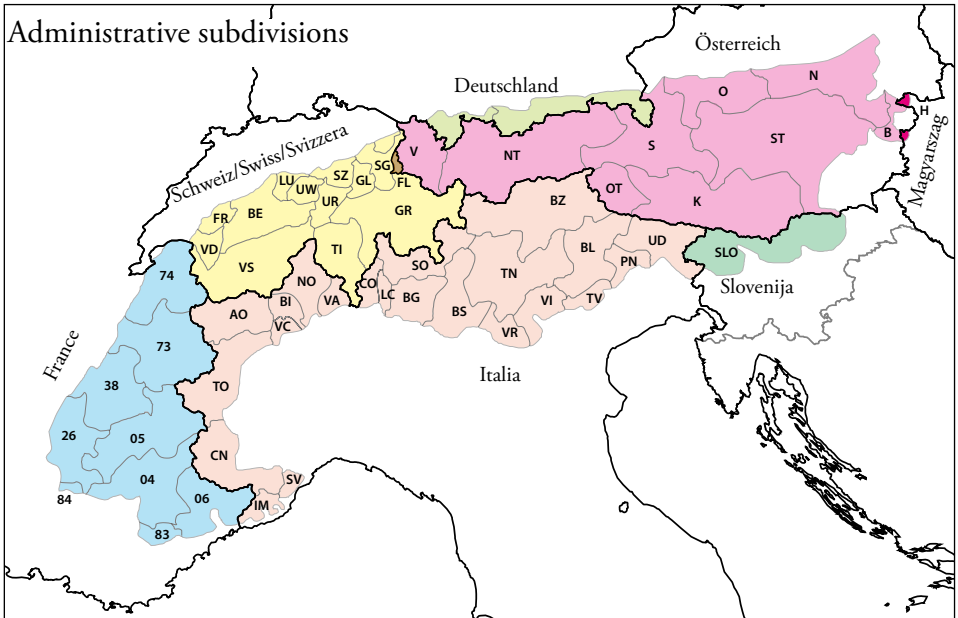 Administrative subdivisions
Österreich
Deutschland
Schweiz/Swiss/Svizzera
Magyarszag
France
Italia
Slovenija
N
O
H
B
ST
S
NT
V
OT
K
SG
FL
SZ
GL
LU
UW
UR
GR
BE
FR
VD
VS
TI
BZ
UD
BL
PN
SLO
SO
TN
CO
LC
BG
BS
VI
TV
VR
NO
BI
VA
VC
AO
TO
CN
SV
IM
74
73
38
26
05
04
06
84
83